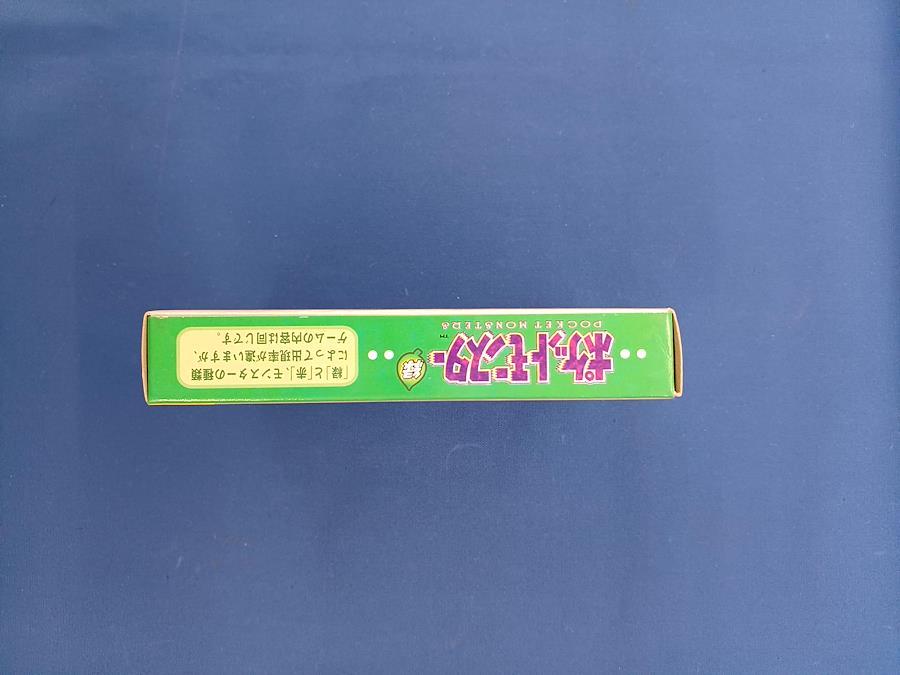 ポケットモンスター™
POCKET MONSTERS
緑
「緑」と「赤」、モンスターの種類
によって出現率が違いますが、
ゲームの内容は同じです。